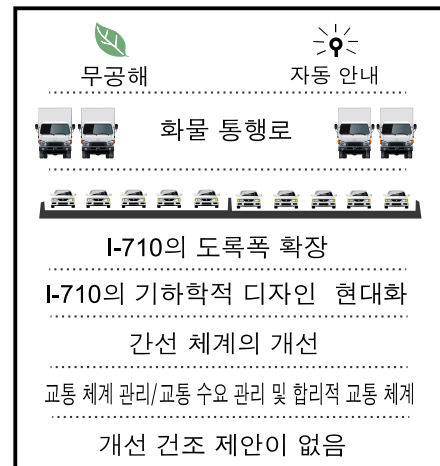 무공해
자동 안내
화물 통행로
I-710의 도록폭 확장
I-710의 기하학적 디자인 현대화
간선 체계의 개선
교통 체계 관리/교통 수요 관리 및 합리적 교통 체계
개선 건조 제안이 없음